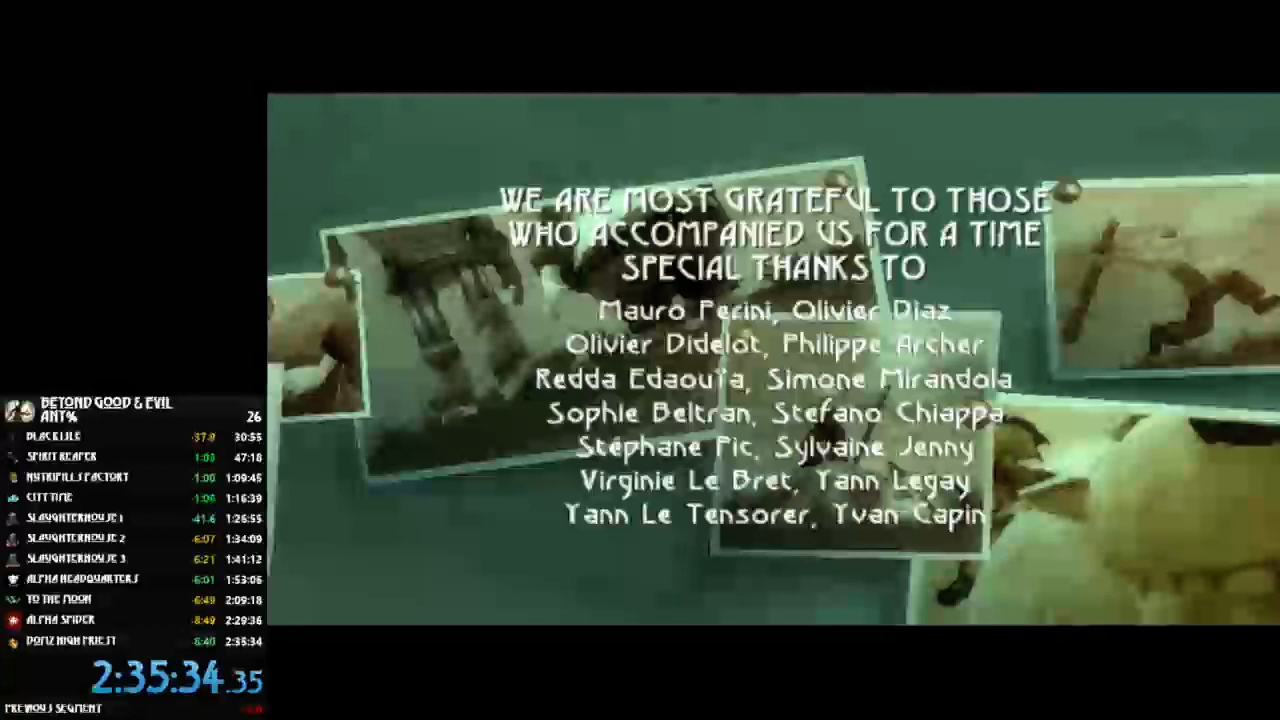 WE ARE MOST GRATEFUL TO THOSE
WHO ACCOMPANIED US FOR A TIME
SPECIAL THANKS TO
Mauro Perini, Olivier Diaz
Olivier Didelot, Philippe Archer
Redda Edaouïa, Simone Mirandola
Sophie Beltran, Stefano Chiappa
Stéphane Pic, Sylvaine Jenny
Virginie Le Bret, Yann Legay
Yann Le Tensorer, Yvan Capin
BEYOND GOOD & EVIL
ANY% 26
BLACK ISLE -37.9 30:55
SPIRIT REAPER 1:03 47:18
NUTRIPILLS FACTORY -1:00 1:09:45
CITY TIME -1:06 1:16:39
SLAUGHTERHOUSE 1 -41.6 1:26:55
SLAUGHTERHOUSE 2 -6:07 1:34:09
SLAUGHTERHOUSE 3 -6:21 1:41:12
ALPHA HEADQUARTERS -6:01 1:53:06
TO THE MOON -6:49 2:09:18
ALPHA SPIDER -8:49 2:29:36
DOMZ HIGH PRIEST -8:40 2:35:34
2:35:34.35
PREVIOUS SEGMENT